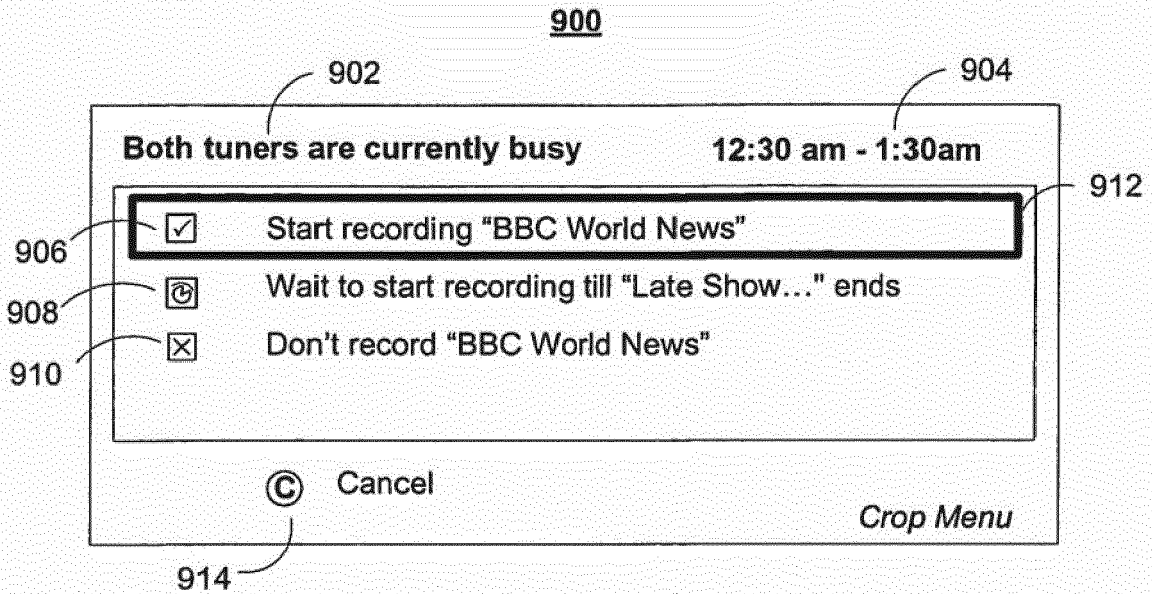 900
902
904
Both tuners are currently busy 12:30 am - 1:30am
912
906 Start recording “BBC World News”
908 Wait to start recording till “Late Show…" ends
910 Don’t record “BBC World News”
C Cancel
Crop Menu
914